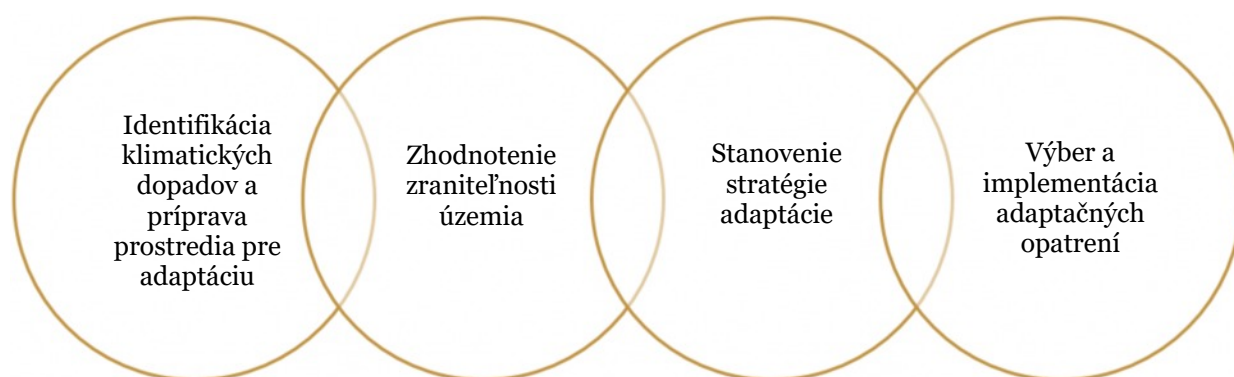 Identifikácia
klimatických
dopadov a
príprava
prostredia pre
adaptáciu
Zhodnotenie
zraniteľnosti
územia
Stanovenie
stratégie
adaptácie
Výber a
implementácia
adaptačných
opatrení